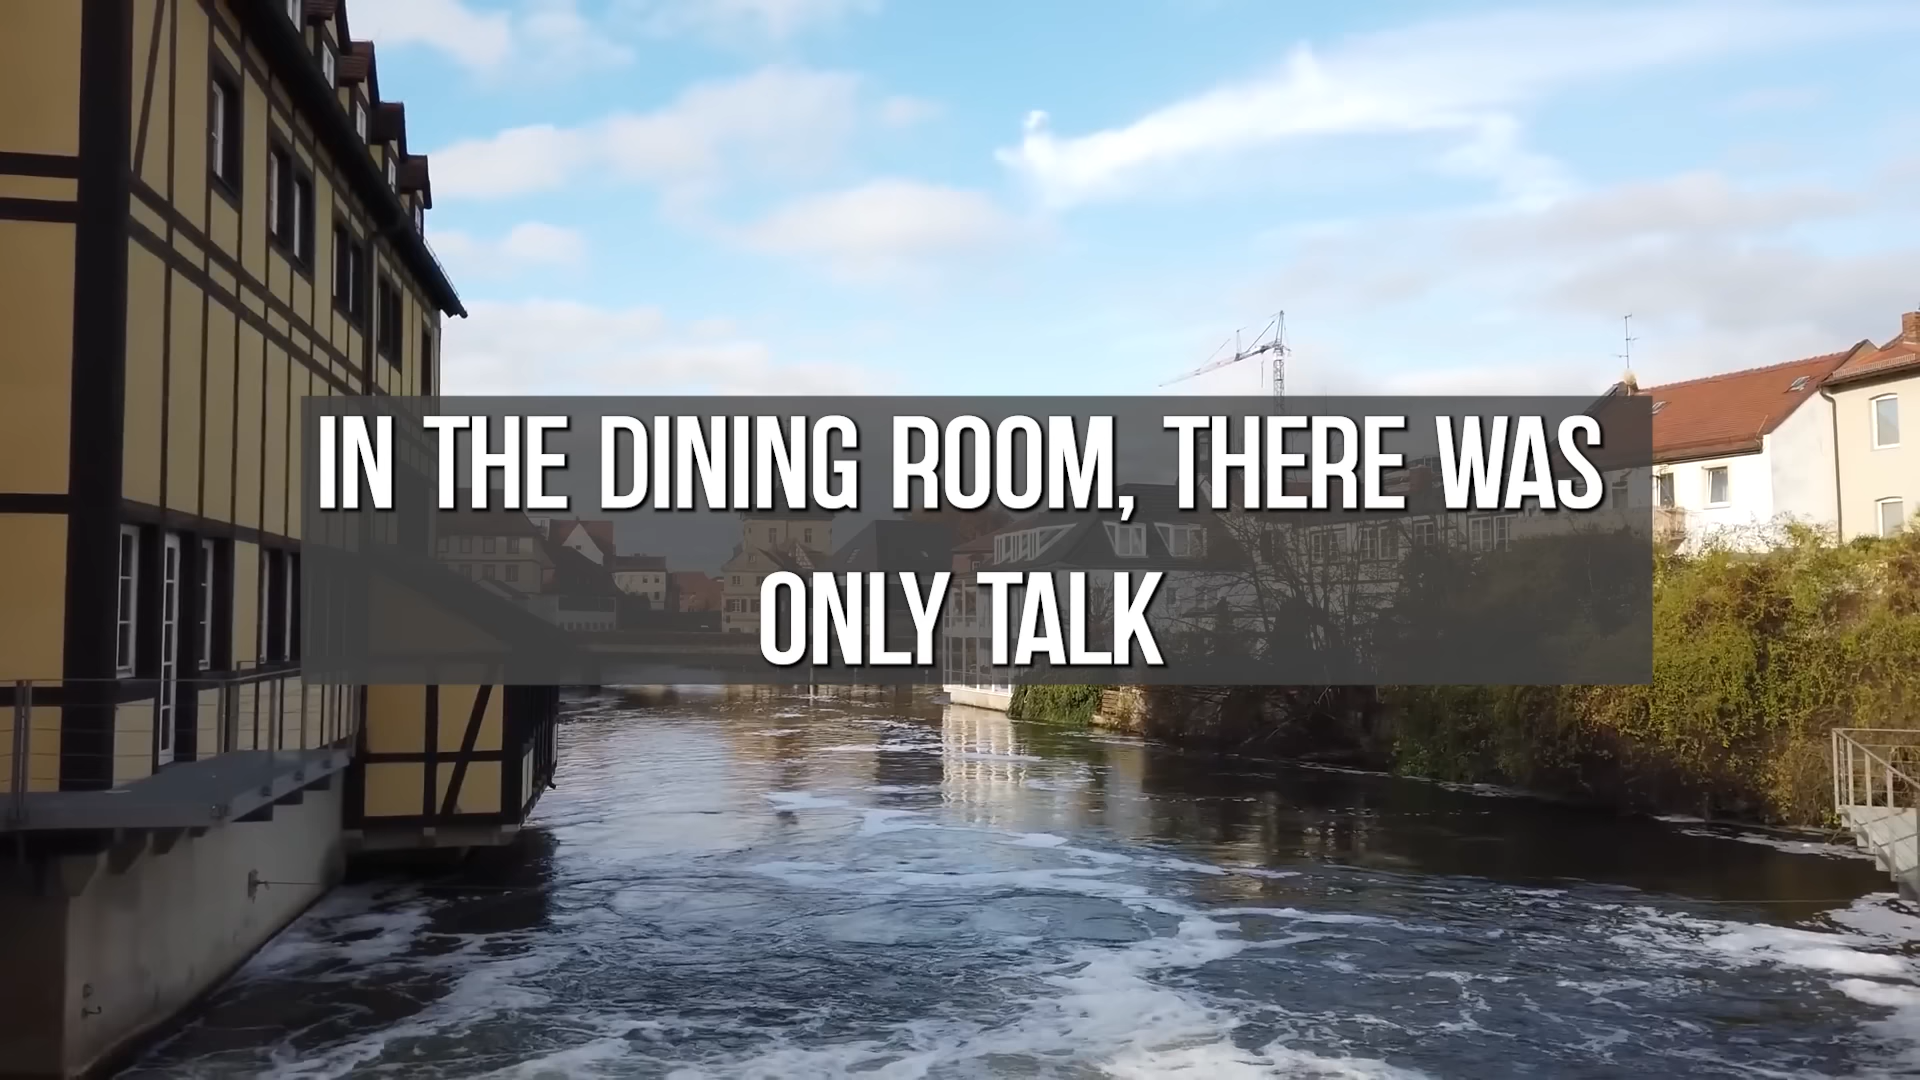 IN THE DINING ROOM, THERE WAS
ONLY TALK